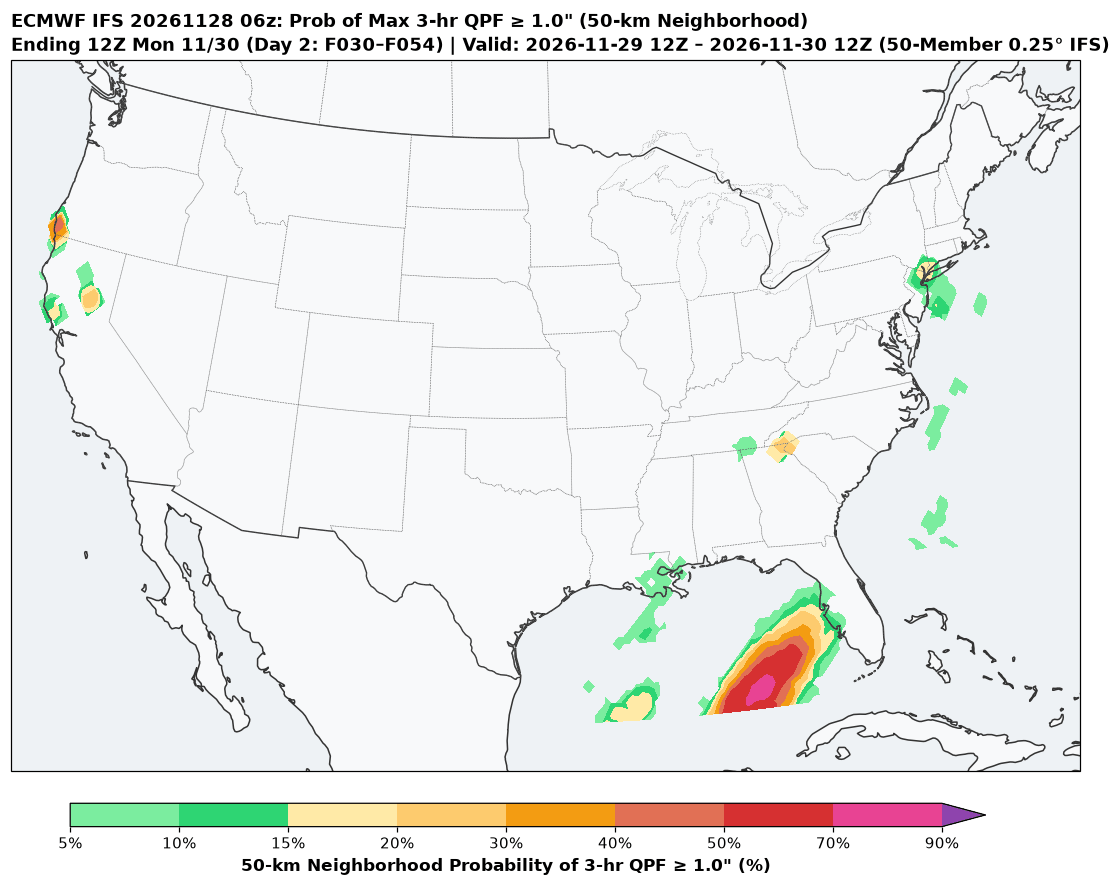 ECMWF IFS 20261128 06z: Prob of Max 3-hr QPF ≥ 1.0" (50-km Neighborhood)
Ending 12Z Mon 11/30 (Day 2: F030–F054) | Valid: 2026-11-29 12Z – 2026-11-30 12Z (50-Member 0.25° IFS)
5% 10% 15% 20% 30% 40% 50% 70% 90%
50-km Neighborhood Probability of 3-hr QPF ≥ 1.0" (%)